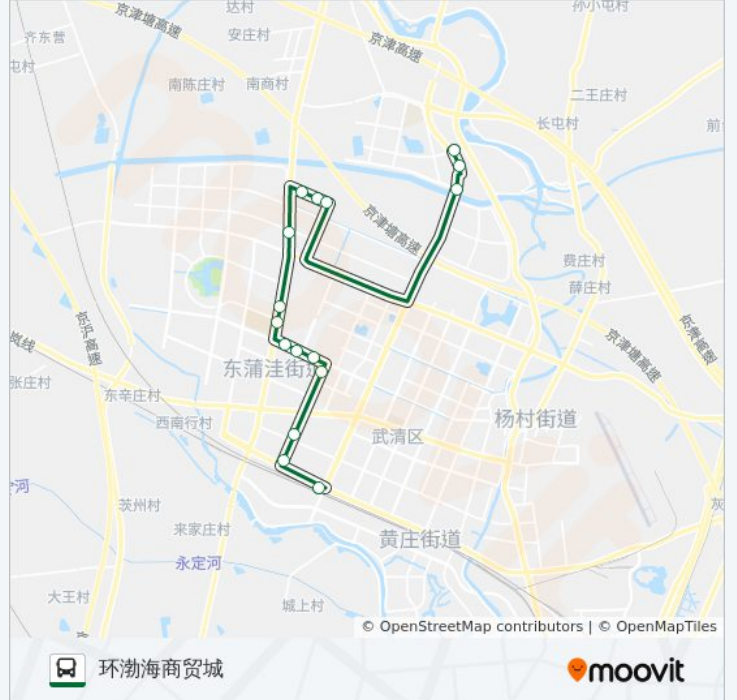 达村
孙小屯村
京津塘高速
安庄村
齐东营
京津高速
屯村
南陈庄村
南商村
二王庄村
长屯村
前
京津塘高速
费庄村
薛庄村
京沪高速
岚线
京津塘高速
东蒲洼街道
张庄村
东辛庄村
西南行村
杨村街道
武清区
河
茨州村
灰
来家庄村
黄庄街道
永定河
大王村
城上村
© OpenStreetMap contributors | © OpenMapTiles
环渤海商贸城
moovit